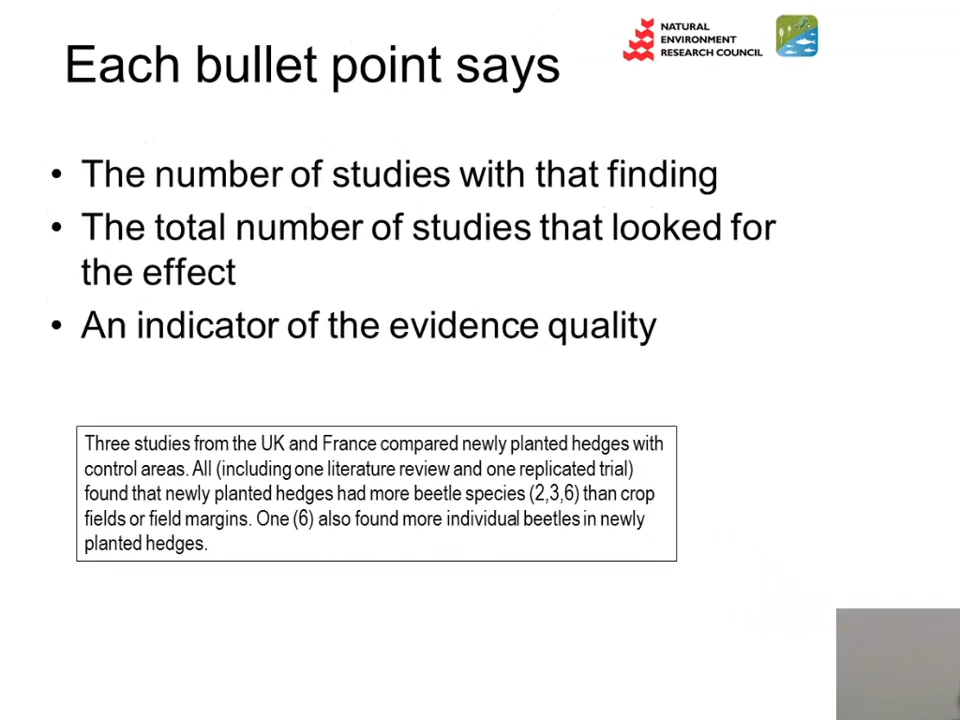 Each bullet point says
NATURAL
ENVIRONMENT
RESEARCH COUNCIL
• The number of studies with that finding
• The total number of studies that looked for
the effect
• An indicator of the evidence quality
Three studies from the UK and France compared newly planted hedges with
control areas. All (including one literature review and one replicated trial)
found that newly planted hedges had more beetle species (2,3,6) than crop
fields or field margins. One (6) also found more individual beetles in newly
planted hedges.